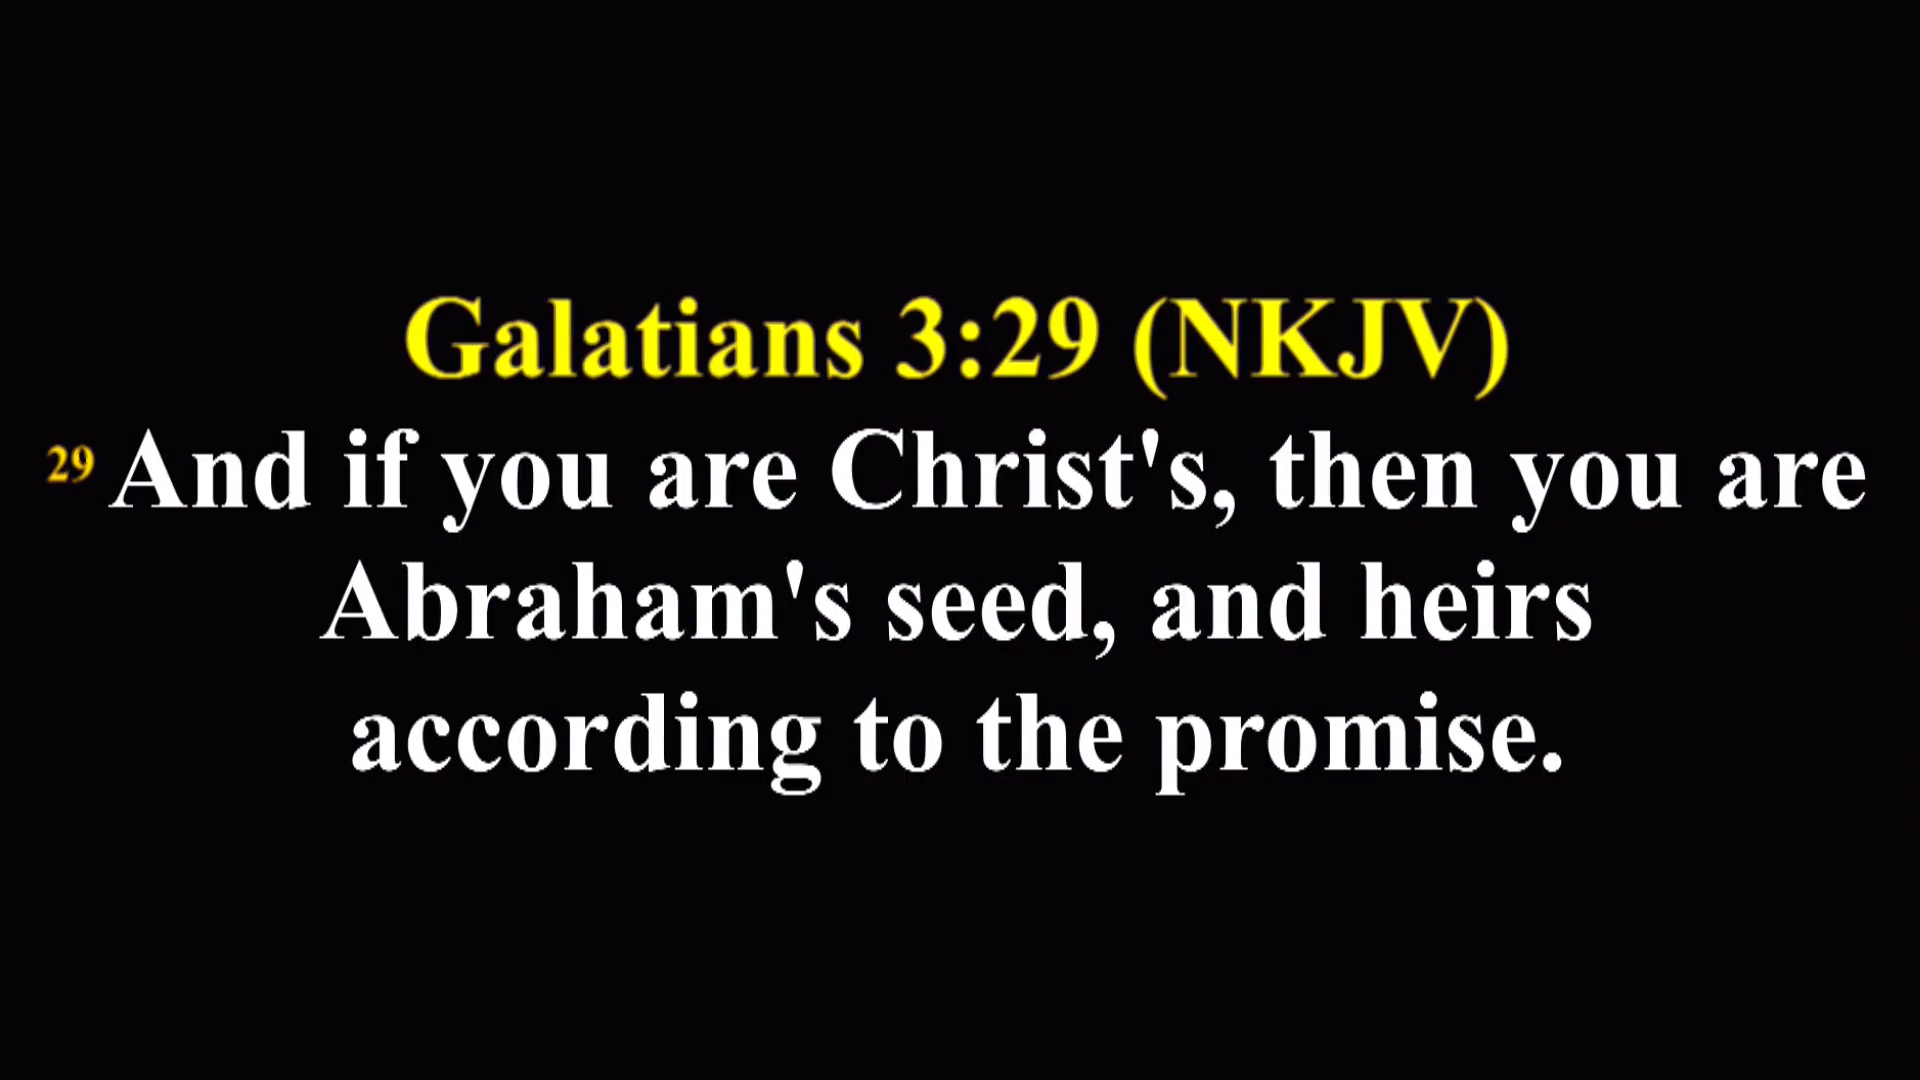 Galatians 3:29 (NKJV)
29 And if you are Christ's, then you are
Abraham's seed, and heirs
according to the promise.